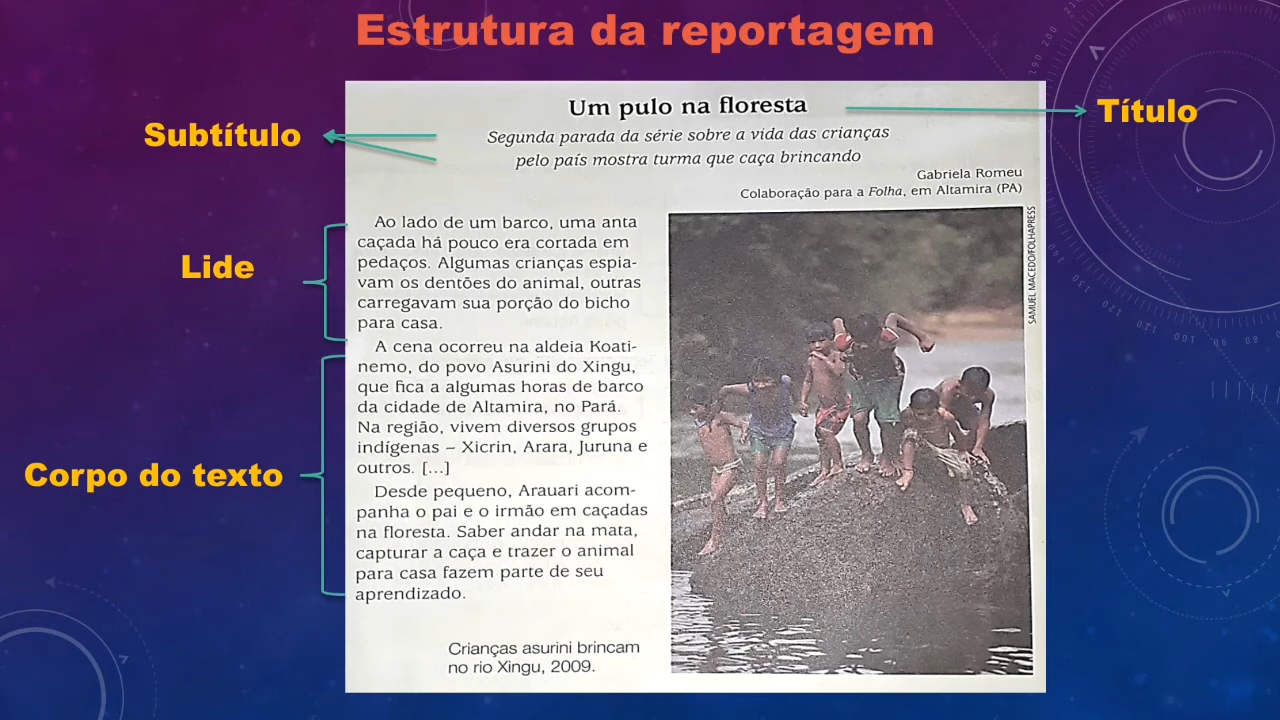 Estrutura da reportagem
Título
Subtítulo
Lide
Corpo do texto
Um pulo na floresta
Segunda parada da série sobre a vida das crianças
pelo país mostra turma que caça brincando
Gabriela Romeu
Colaboração para a Folha, em Altamira (PA)
SAMUEL MACEDO/FOLHAPRESS
Ao lado de um barco, uma anta
caçada há pouco era cortada em
pedaços. Algumas crianças espia-
vam os dentões do animal, outras
carregavam sua porção do bicho
para casa.
A cena ocorreu na aldeia Koati-
nemo, do povo Asurini do Xingu,
que fica a algumas horas de barco
da cidade de Altamira, no Pará.
Na região, vivem diversos grupos
indígenas – Xicrin, Arara, Juruna e
outros. [...]
Desde pequeno, Arauari acom-
panha o pai e o irmão em caçadas
na floresta. Saber andar na mata,
capturar a caça e trazer o animal
para casa fazem parte de seu
aprendizado.
Crianças asurini brincam
no rio Xingu, 2009.